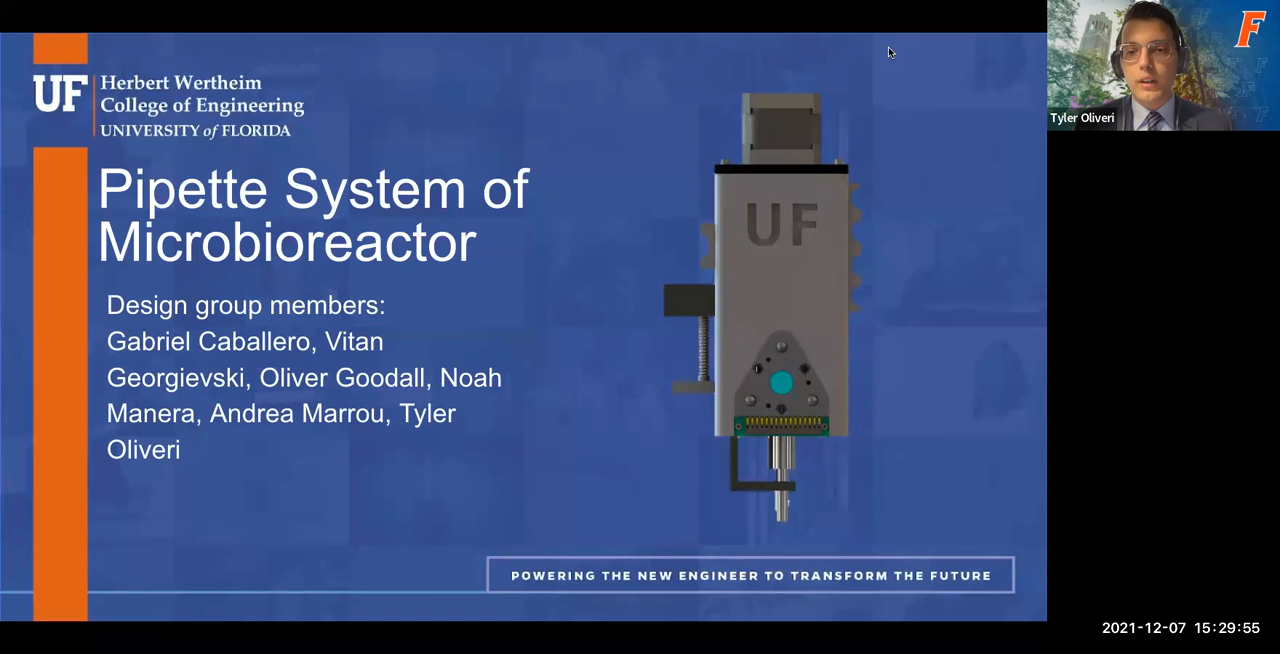 UF
Herbert Wertheim
College of Engineering
UNIVERSITY of FLORIDA
Pipette System of
Microbioreactor
Design group members:
Gabriel Caballero, Vitan
Georgievski, Oliver Goodall, Noah
Manera, Andrea Marrou, Tyler
Oliveri
UF
POWERING THE NEW ENGINEER TO TRANSFORM THE FUTURE
F
Tyler Oliveri
2021-12-07 15:29:55